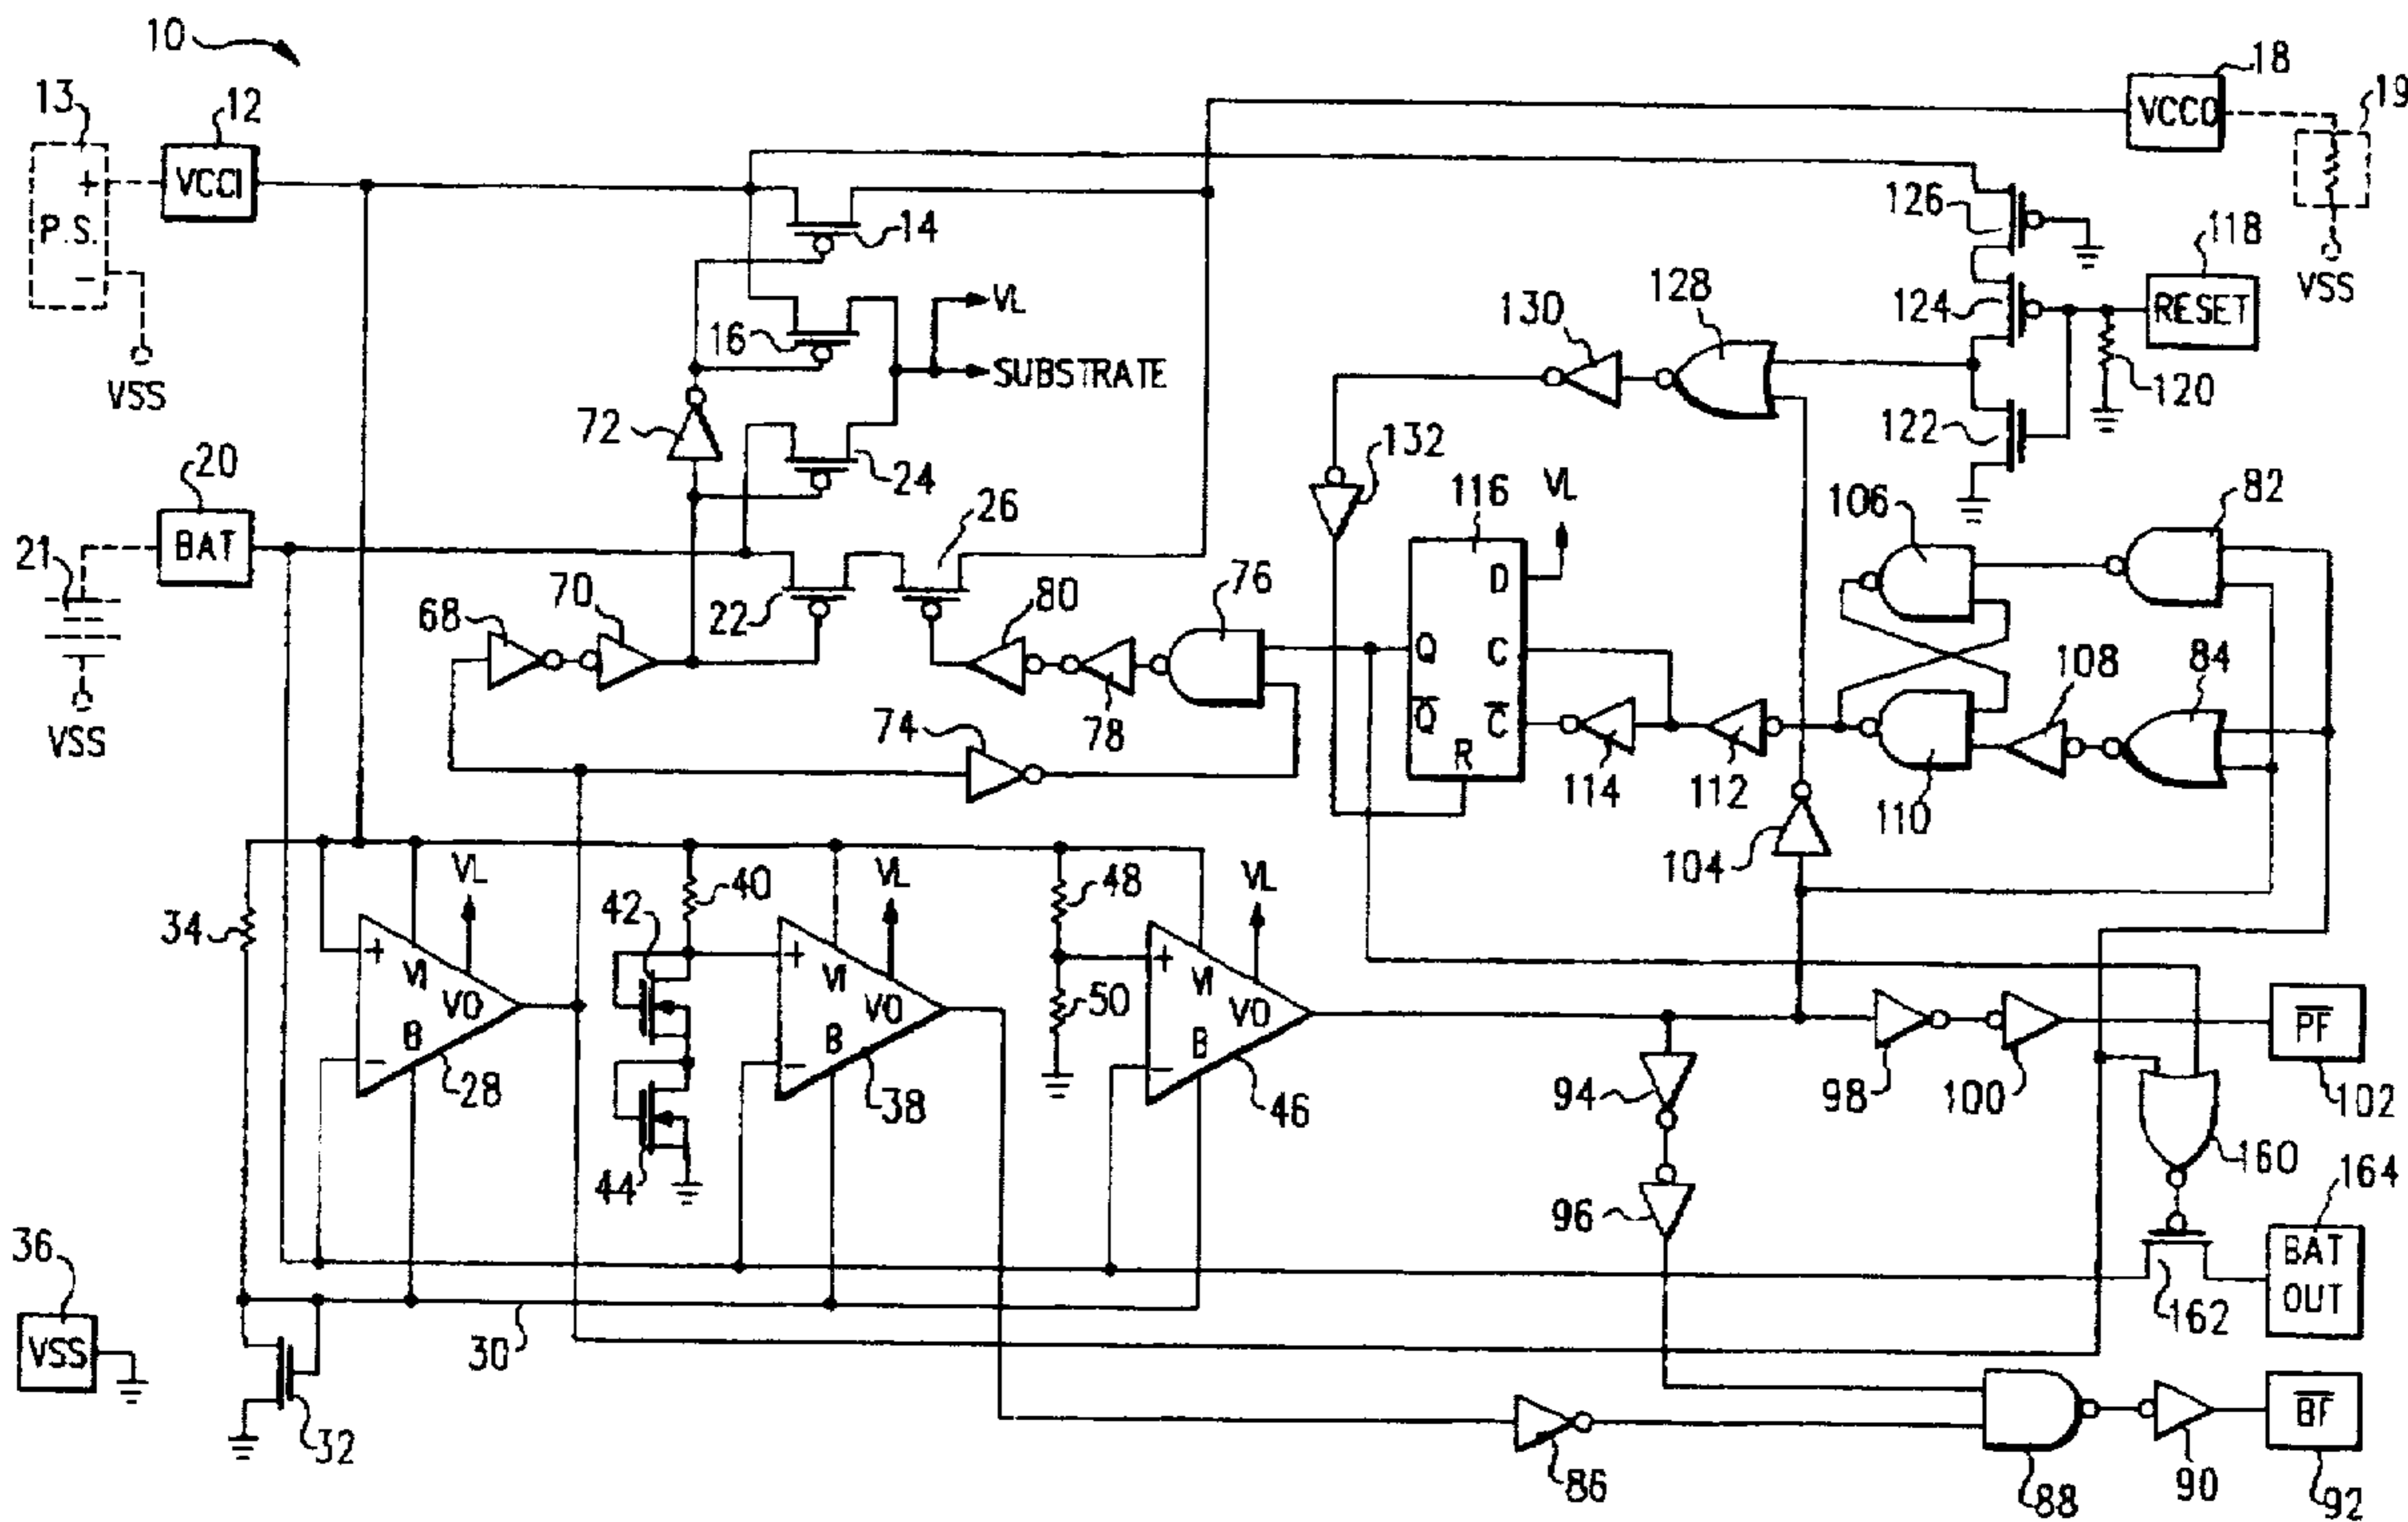 10
13
12
18
19
VCCI
VCCO
+
P.S.
-
VSS
14
126
118
VL
16
SUBSTRATE
128
130
124
RESET
VSS
72
122
120
20
24
132
116
VL
106
82
21
BAT
26
D
68
70
22
80
76
Q
C
108
84
VSS
78
Q̅
C̅
74
R
114
112
110
104
VL
40
VL
48
VL
34
42
+
VI
VO
B
-
28
+
VI
VO
B
-
38
50
+
VI
VO
B
-
46
P̅F̅
94
98
100
102
44
160
164
36
96
BAT
OUT
VSS
30
162
32
B̅F̅
86
88
90
92